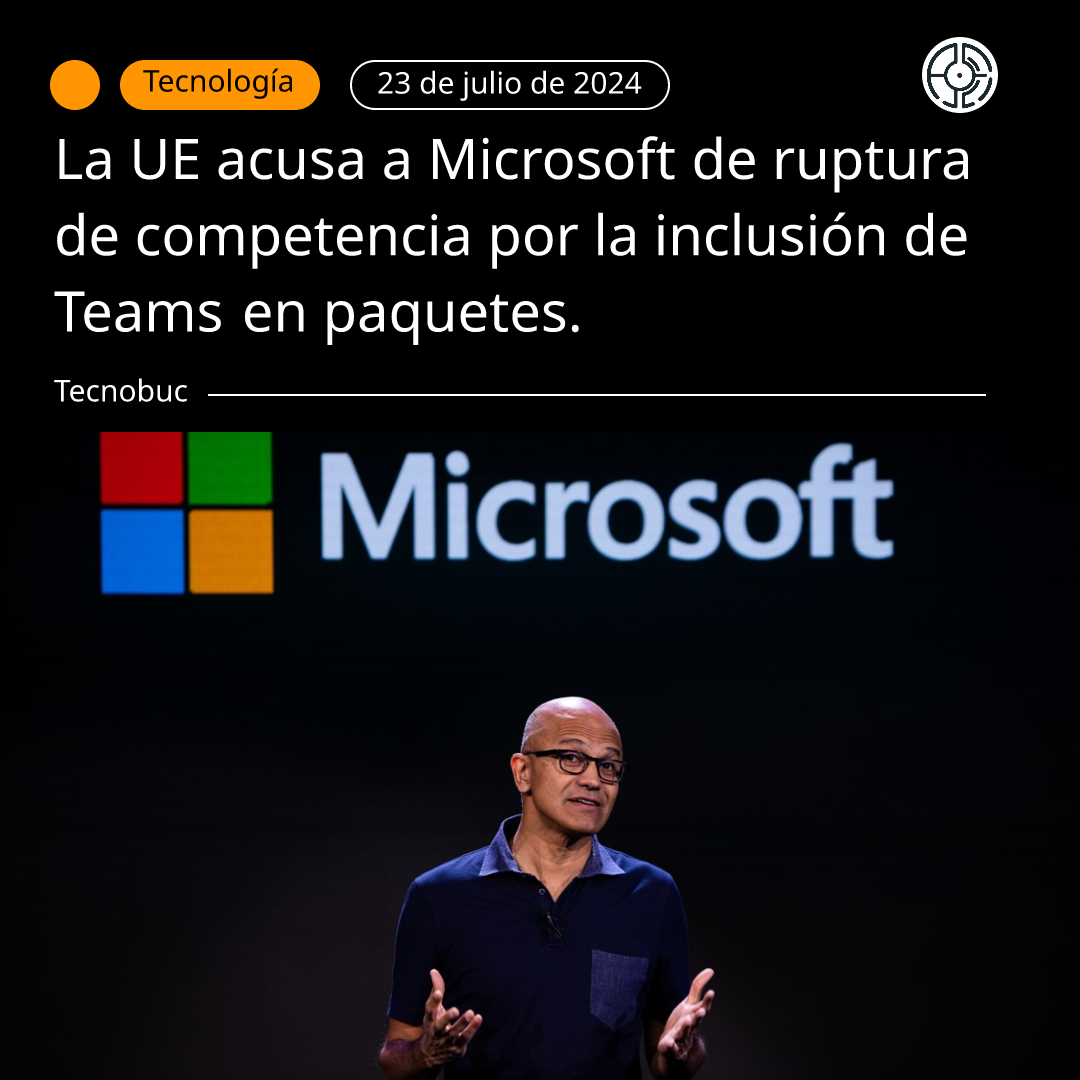 Tecnología
23 de julio de 2024
La UE acusa a Microsoft de ruptura
de competencia por la inclusión de
Teams en paquetes.
Tecnobuc
Microsoft